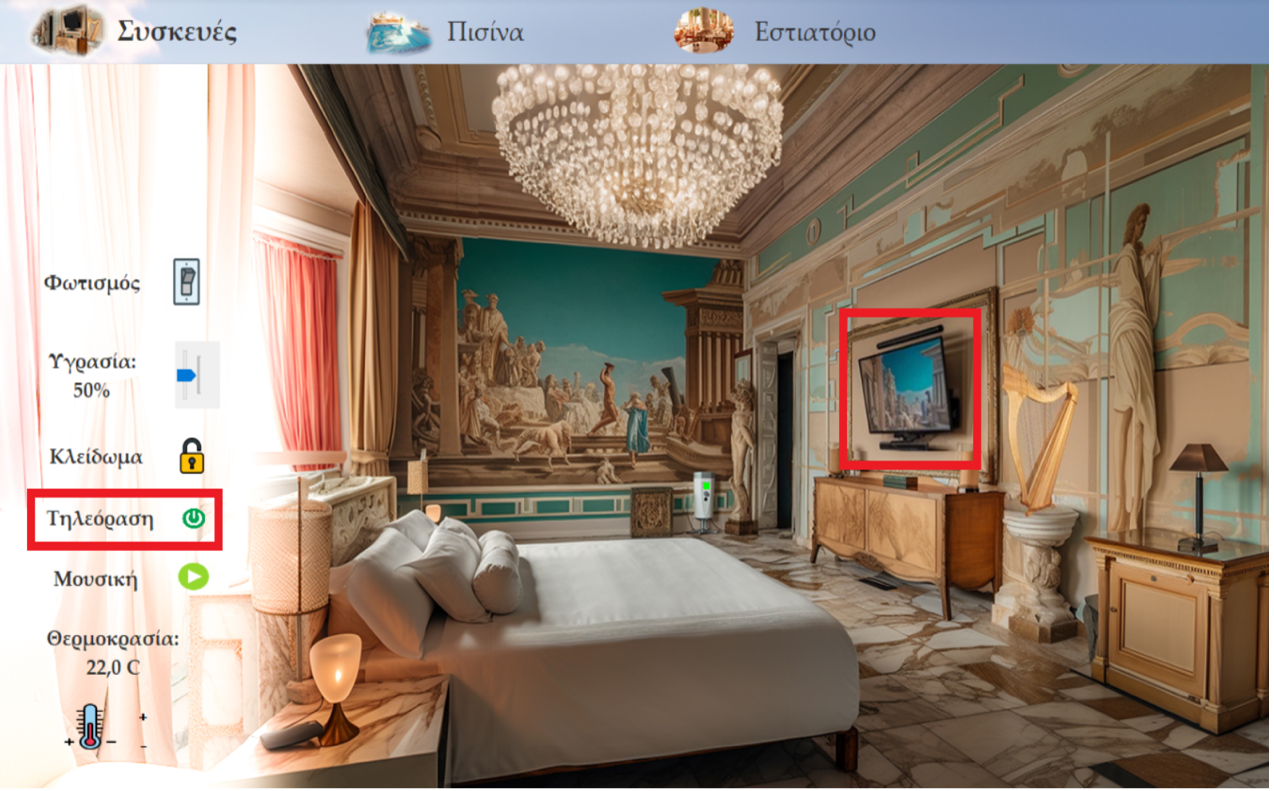 Συσκευές
Πισίνα
Εστιατόριο
Φωτισμός
Υγρασία:
50%
Κλείδωμα
Τηλεόραση
Μουσική
Θερμοκρασία:
22,0 C
+
+ −
-